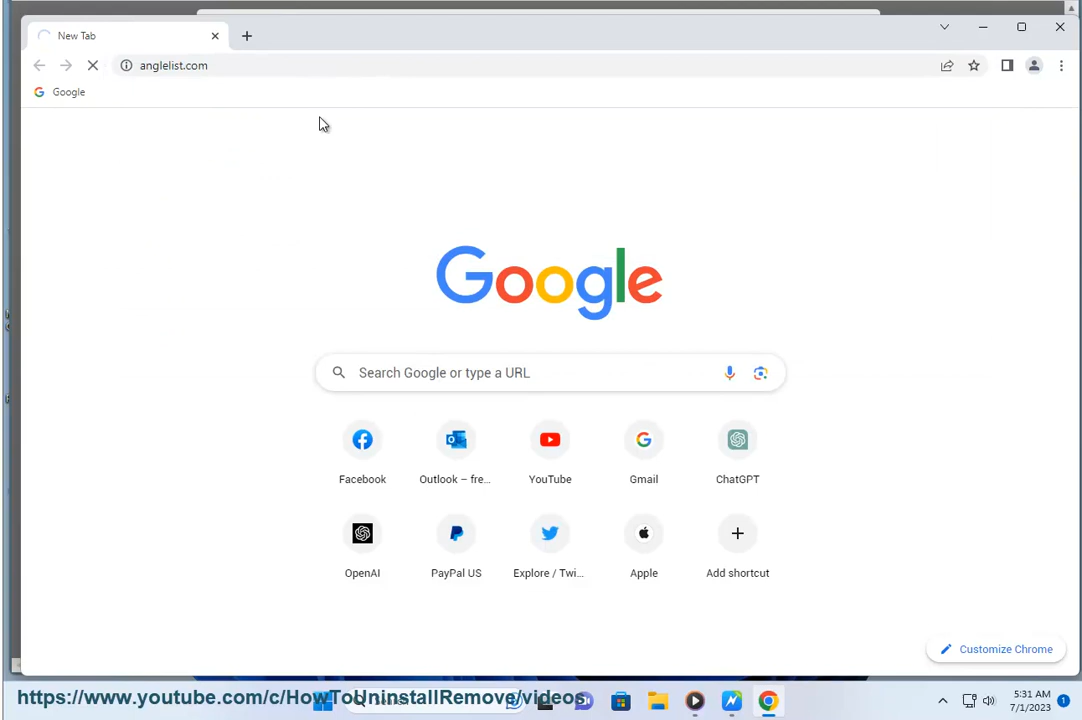 New Tab
anglelist.com
Google
Google
Search Google or type a URL
Facebook
Outlook – fre...
YouTube
Gmail
ChatGPT
OpenAI
PayPal US
Explore / Twi...
Apple
Add shortcut
Customize Chrome
https://www.youtube.com/c/HowToUninstallRemove/videos
5:31 AM
7/1/2023
1